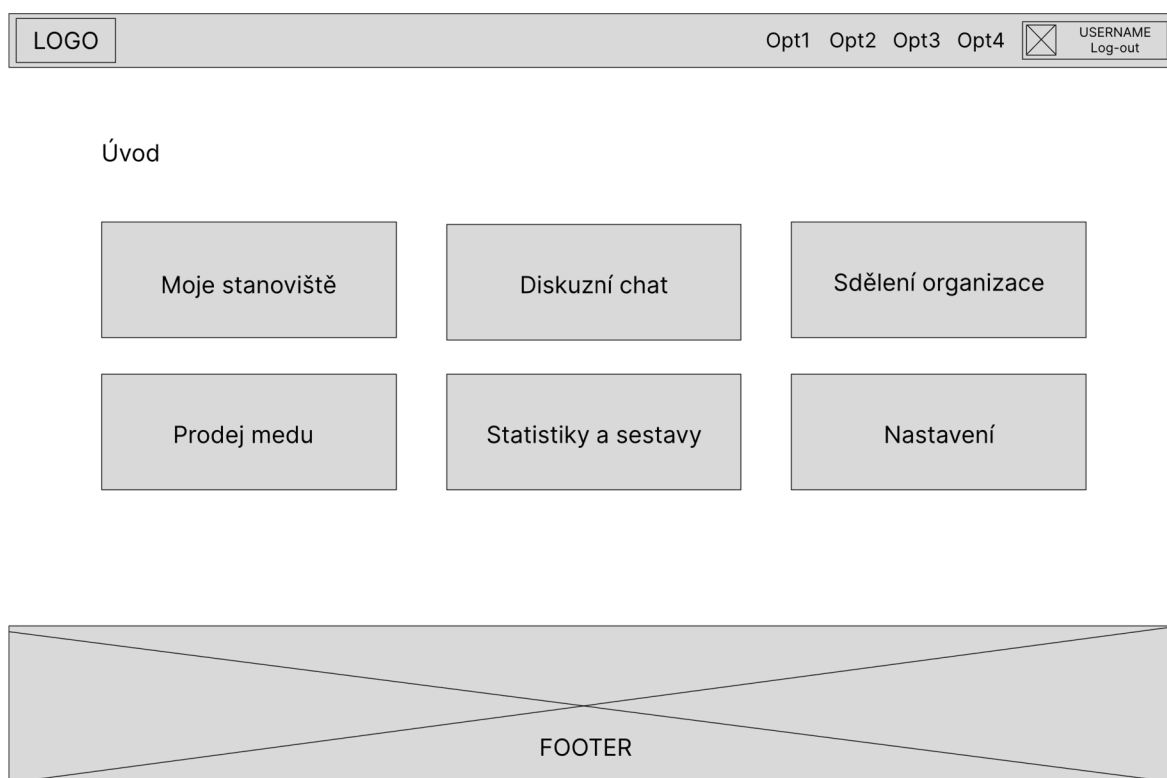 LOGO
Opt1 Opt2 Opt3 Opt4
USERNAME
Log-out
Úvod
Moje stanoviště
Diskuzní chat
Sdělení organizace
Prodej medu
Statistiky a sestavy
Nastavení
FOOTER